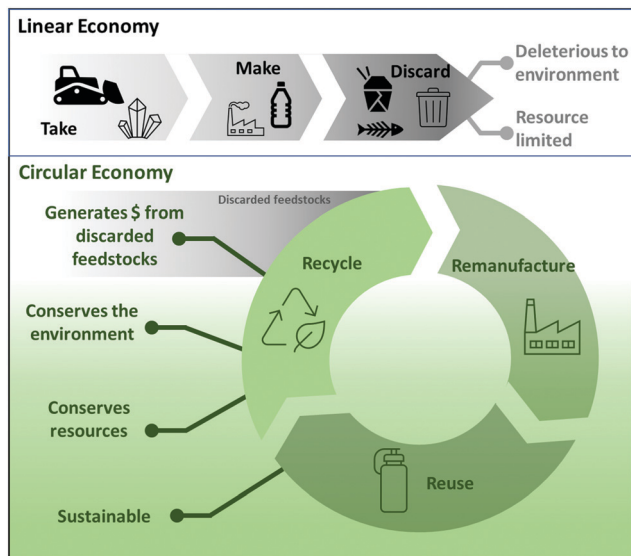 Linear Economy
Take
Make
Discard
Deleterious to
environment
Resource
limited
Circular Economy
Discarded feedstocks
Generates $ from
discarded
feedstocks
Recycle
Remanufacture
Conserves the
environment
Conserves
resources
Reuse
Sustainable